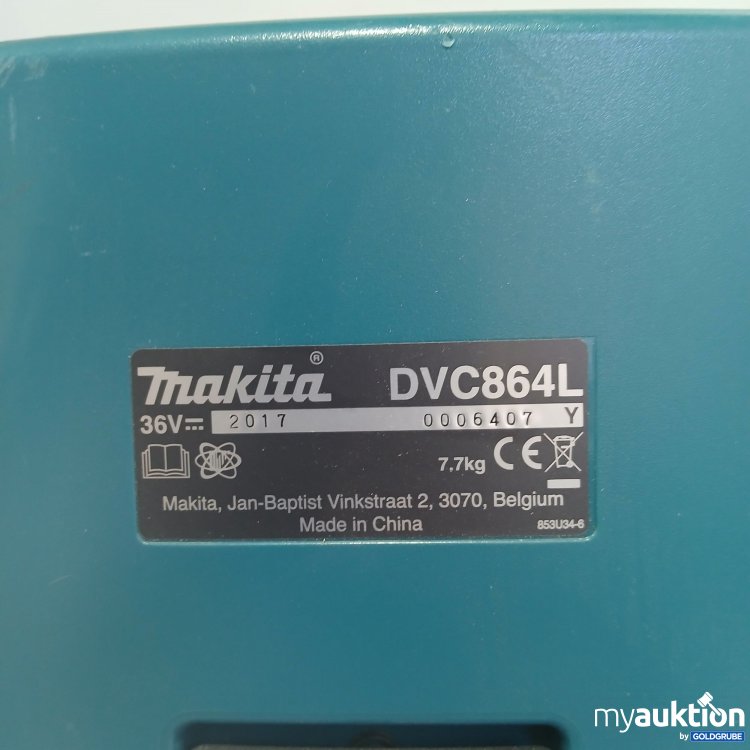 Makita® DVC864L
36V⎓ 2017 0006407 Y
7,7kg CE
Makita, Jan-Baptist Vinkstraat 2, 3070, Belgium
Made in China 853U34-6
myauktion
by GOLDGRUBE